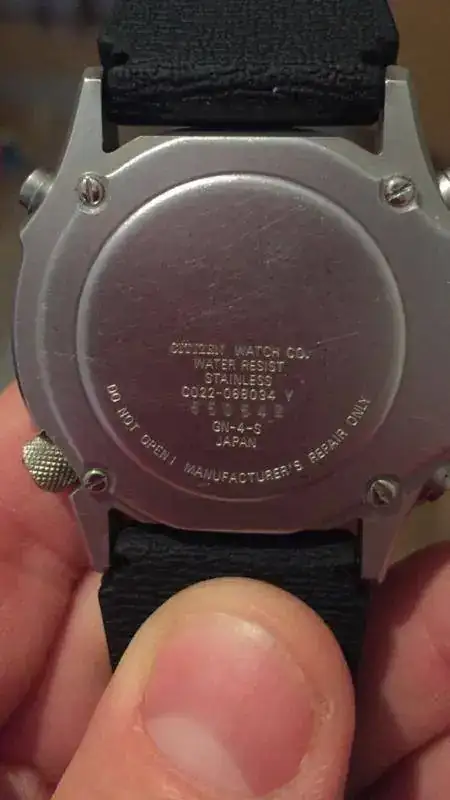 CITIZEN WATCH CO.
WATER RESIST
STAINLESS
C022-068034 Y
GN-4-S
JAPAN
DO NOT OPEN! MANUFACTURER'S REPAIR ONLY